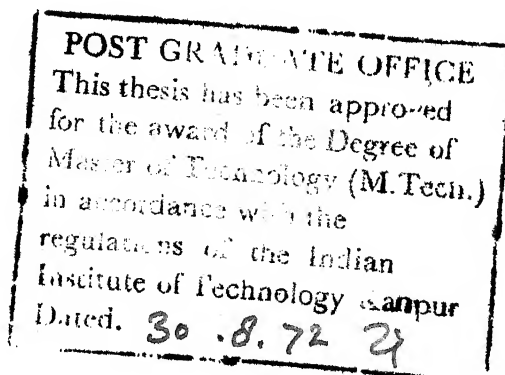 POST GRADUATE OFFICE
This thesis has been approved
for the award of the Degree of
Master of Technology (M.Tech.)
in accordance with the
regulations of the Indian
Institute of Technology Kanpur
Dated. 30 .8. 72